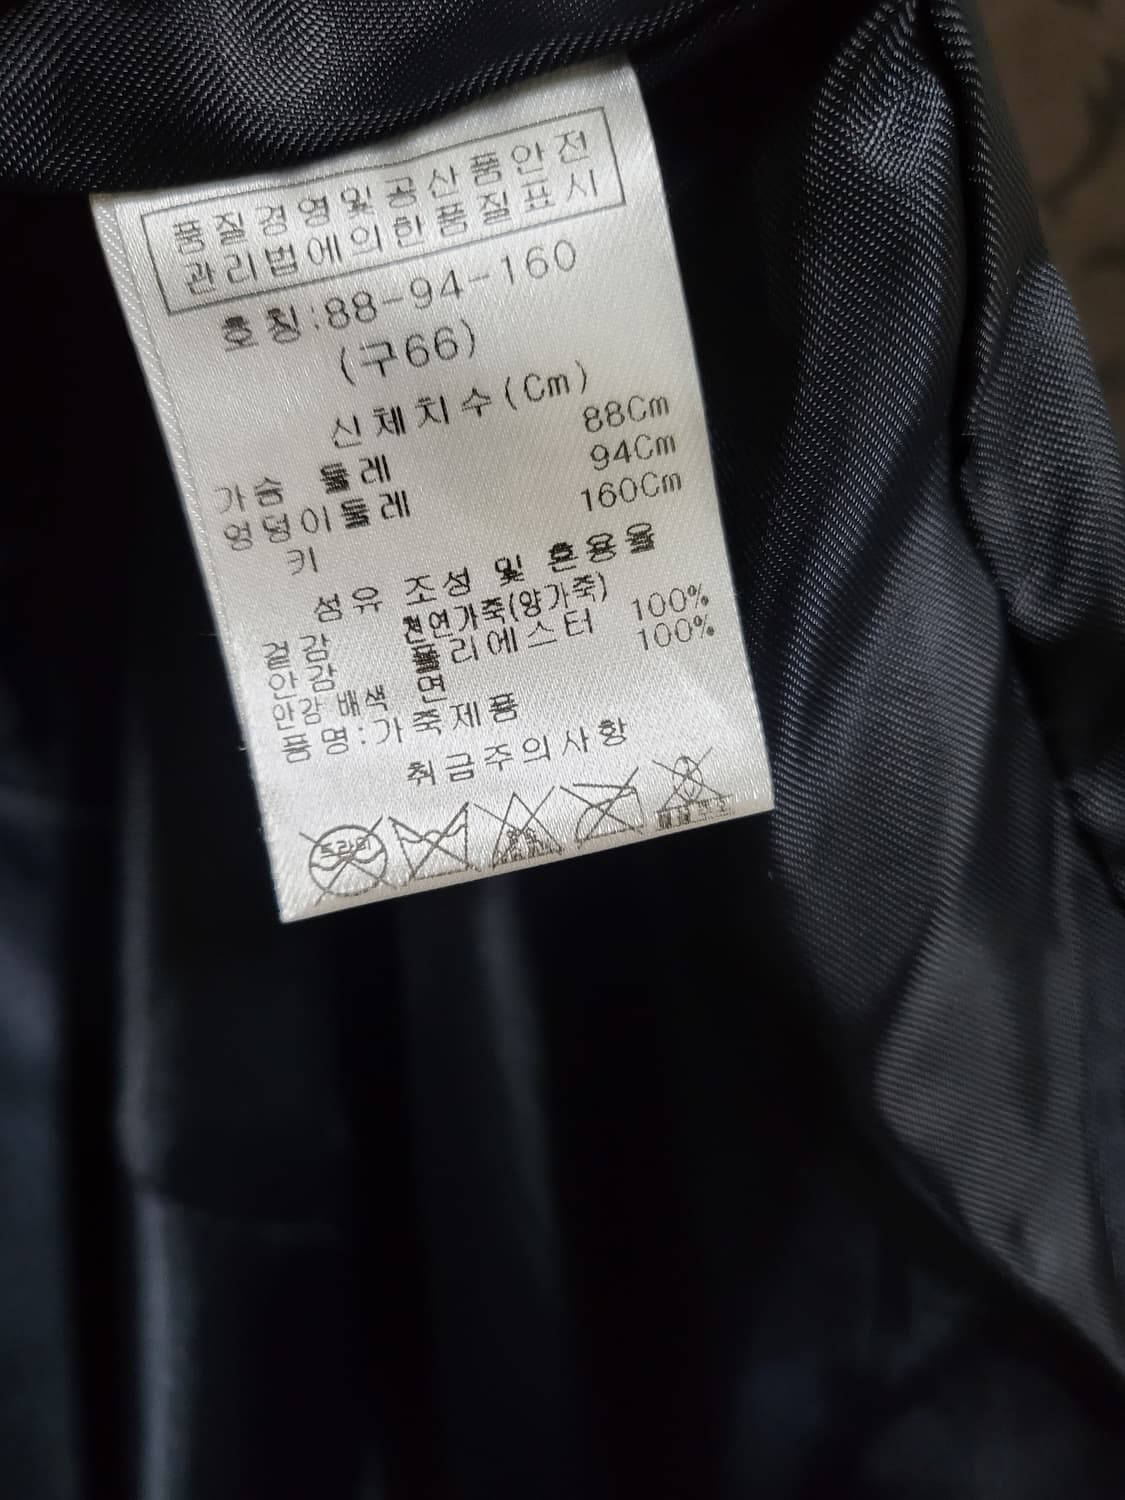 품질경영및공산품안전
관리법에의한품질표시
호칭:88-94-160
(구66)
신체치수(Cm)
가슴 둘레 88Cm
엉덩이둘레 94Cm
키 160Cm
섬유 조성 및 혼용율
겉감 천연가죽(양가죽) 100%
안감 폴리에스터 100%
안감배색 면
품명:가죽제품
취급주의사항
드라이